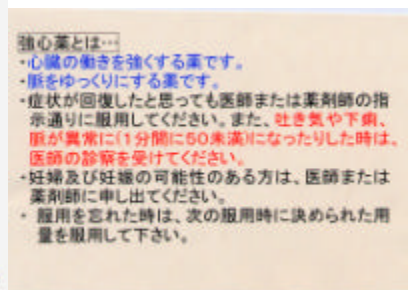 強心薬とは…
・心臓の働きを強くする薬です。
・脈をゆっくりにする薬です。
・症状が回復したと思っても医師または薬剤師の指
示通りに服用してください。また、吐き気や下痢、
脈が異常に(1分間に50未満)になったりした時は、
医師の診察を受けてください。
・妊婦及び妊娠の可能性のある方は、医師または
薬剤師に申し出てください。
・ 服用を忘れた時は、次の服用時に決められた用
量を服用して下さい。